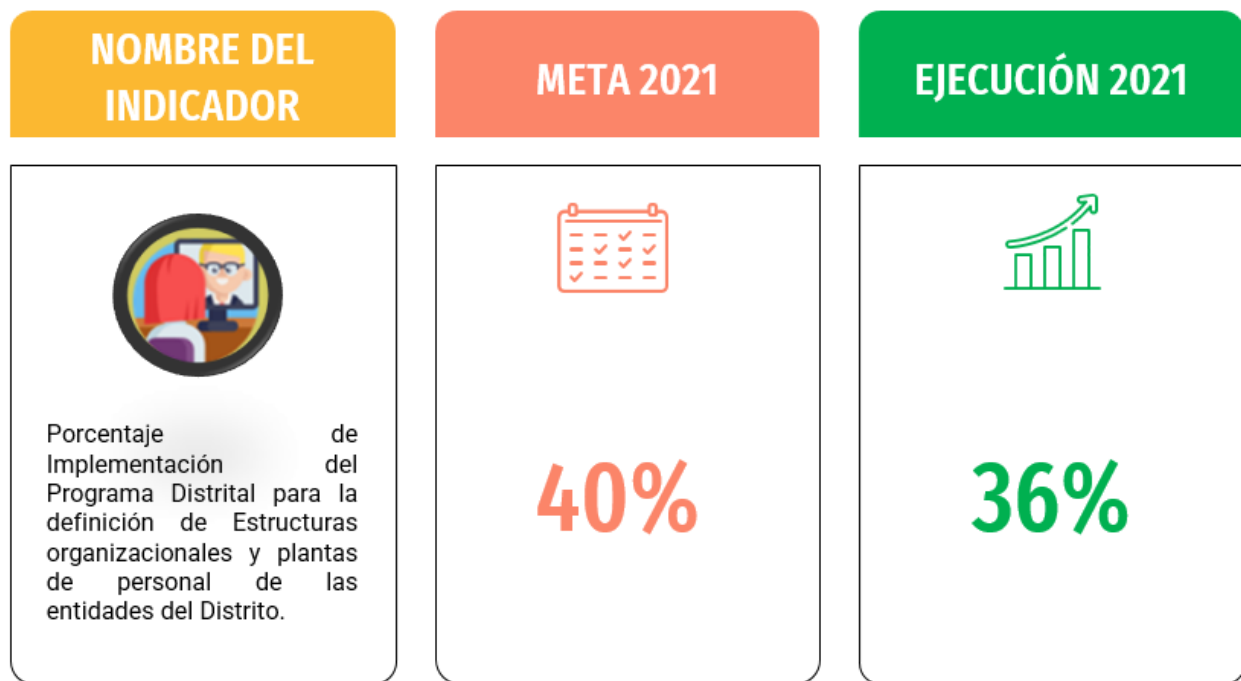 NOMBRE DEL
INDICADOR
META 2021
EJECUCIÓN 2021
Porcentaje de
Implementación del
Programa Distrital para la
definición de Estructuras
organizacionales y plantas
de personal de las
entidades del Distrito.
40%
36%